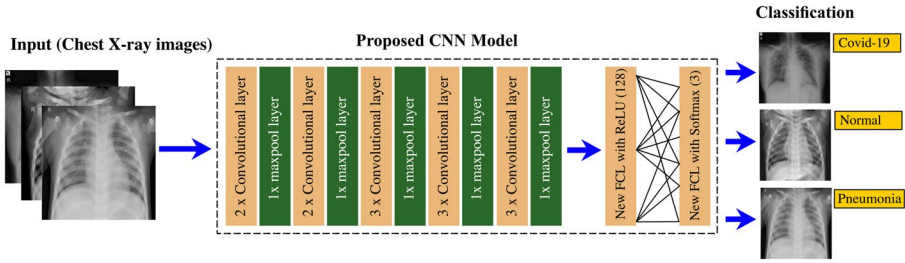 Classification
Input (Chest X-ray images)
Proposed CNN Model
a
R
R
2 x Convolutional layer
1x maxpool layer
2 x Convolutional layer
1x maxpool layer
3 x Convolutional layer
1x maxpool layer
3 x Convolutional layer
1x maxpool layer
3 x Convolutional layer
1x maxpool layer
New FCL with ReLU (128)
New FCL with Softmax (3)
Covid-19
Normal
Pneumonia